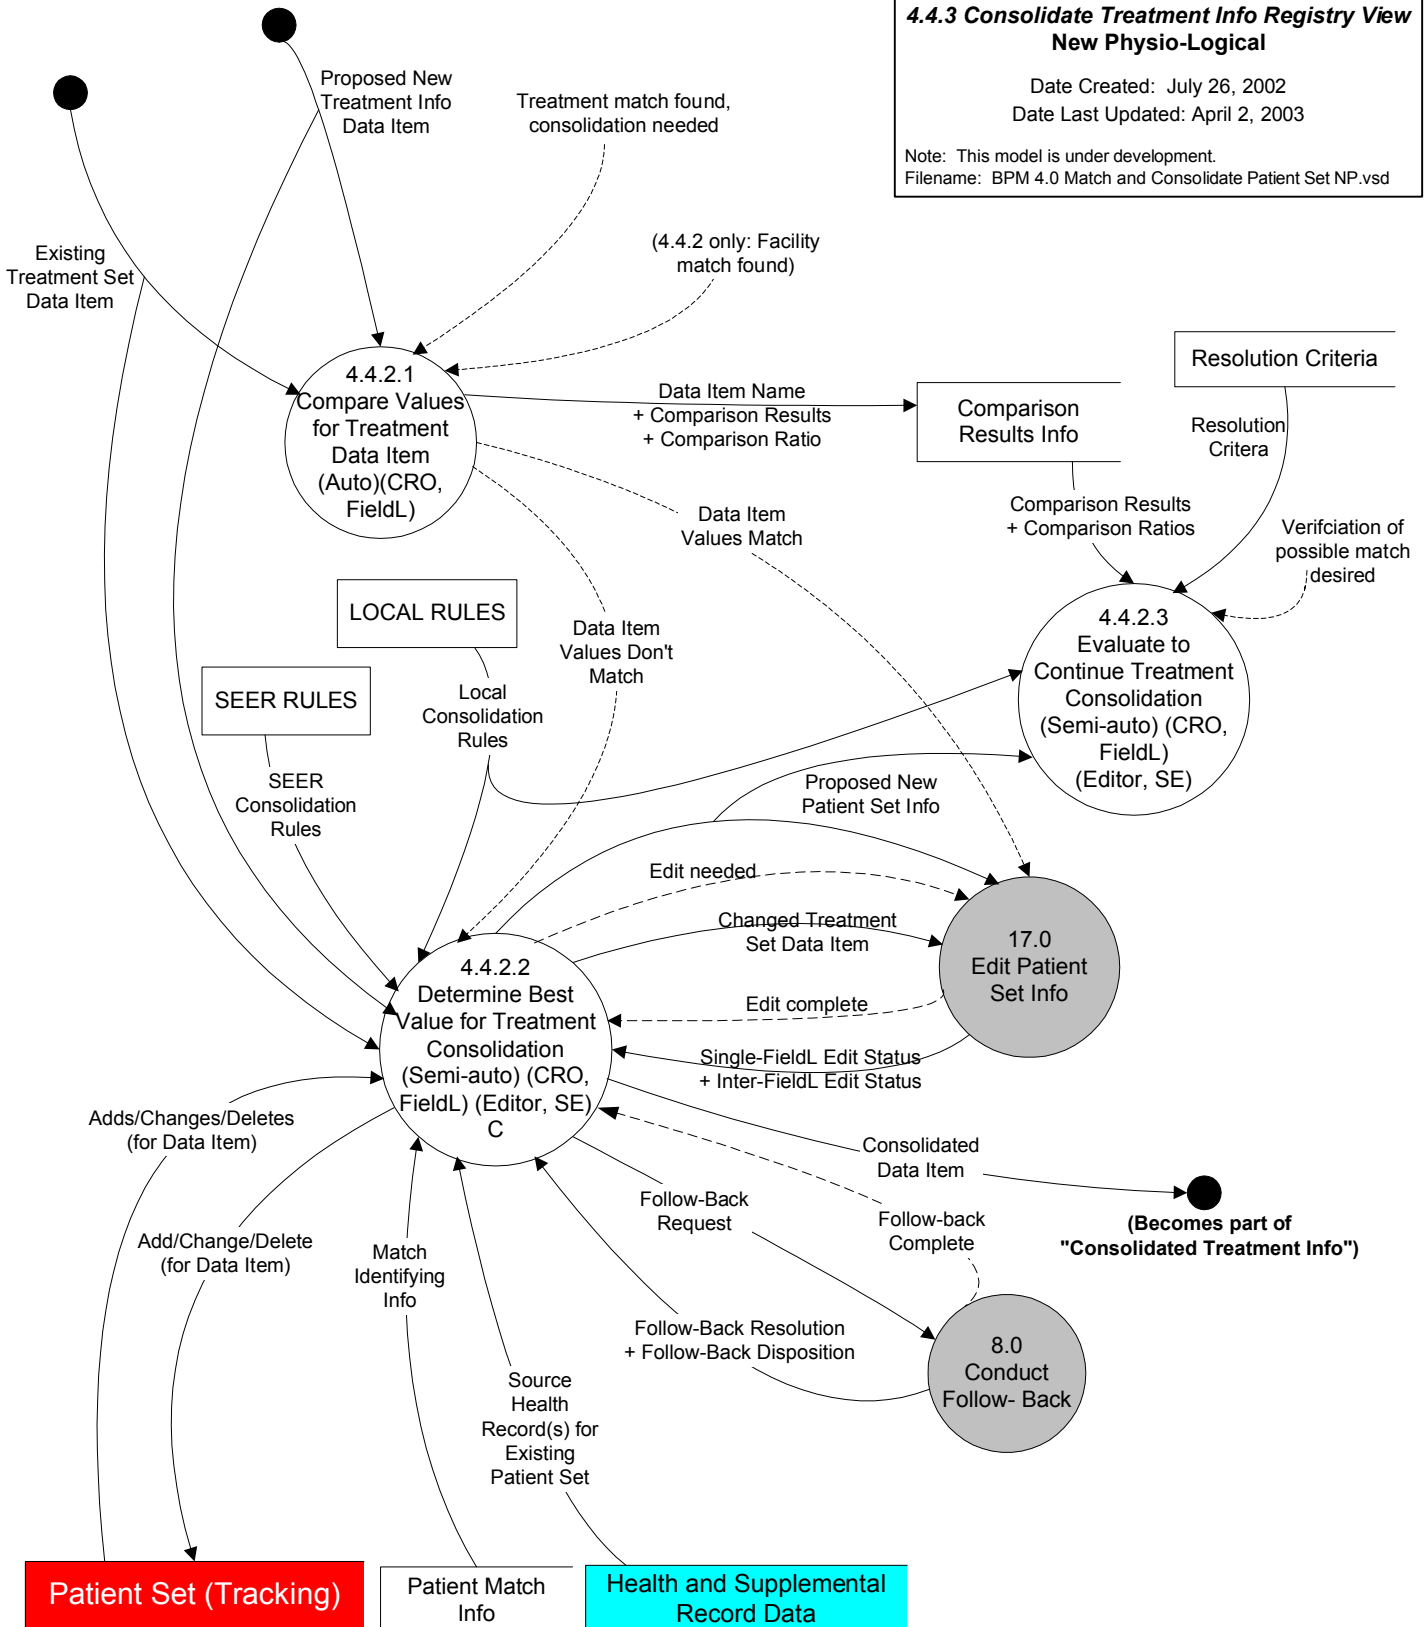 4.4.3 Consolidate Treatment Info Registry View
New Physio-Logical
Date Created: July 26, 2002
Date Last Updated: April 2, 2003
Note: This model is under development.
Filename: BPM 4.0 Match and Consolidate Patient Set NP.vsd
Proposed New
Treatment Info
Data Item
Treatment match found,
consolidation needed
Existing
Treatment Set
Data Item
(4.4.2 only: Facility
match found)
4.4.2.1
Compare Values
for Treatment
Data Item
(Auto)(CRO,
FieldL)
Data Item Name
+ Comparison Results
+ Comparison Ratio
Comparison
Results Info
Resolution Criteria
Resolution
Critera
Comparison Results
+ Comparison Ratios
Verifciation of
possible match
desired
Data Item
Values Match
LOCAL RULES
Data Item
Values Don't
Match
4.4.2.3
Evaluate to
Continue Treatment
Consolidation
(Semi-auto) (CRO,
FieldL)
(Editor, SE)
SEER RULES
Local
Consolidation
Rules
SEER
Consolidation
Rules
Proposed New
Patient Set Info
Edit needed
Changed Treatment
Set Data Item
17.0
Edit Patient
Set Info
4.4.2.2
Determine Best
Value for Treatment
Consolidation
(Semi-auto) (CRO,
FieldL) (Editor, SE)
C
Edit complete
Single-FieldL Edit Status
+ Inter-FieldL Edit Status
Adds/Changes/Deletes
(for Data Item)
Consolidated
Data Item
(Becomes part of
"Consolidated Treatment Info")
Follow-Back
Request
Follow-back
Complete
Add/Change/Delete
(for Data Item)
Match
Identifying
Info
Follow-Back Resolution
+ Follow-Back Disposition
8.0
Conduct
Follow- Back
Source
Health
Record(s) for
Existing
Patient Set
Patient Set (Tracking)
Patient Match
Info
Health and Supplemental
Record Data